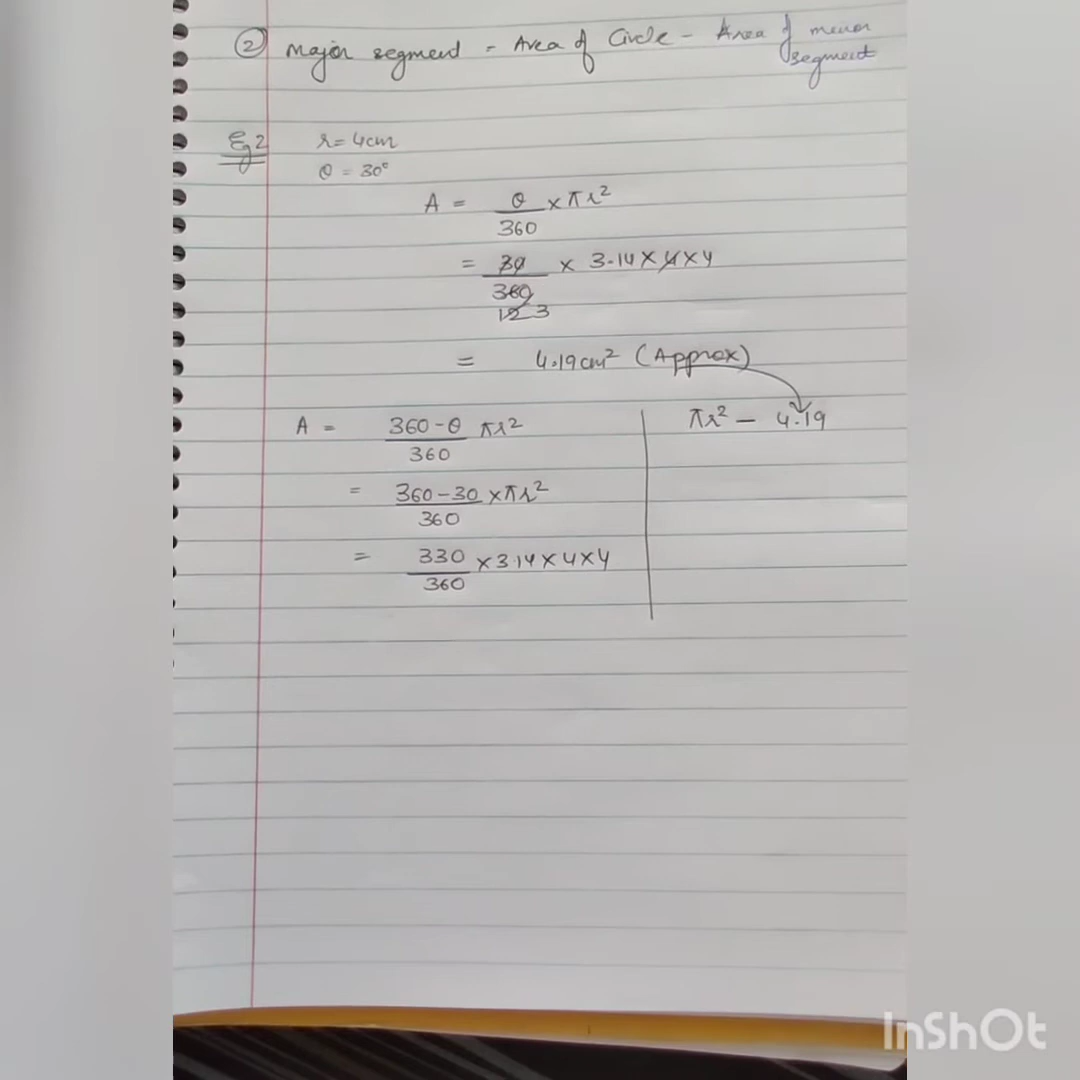 ② Major segment = Area of Circle - Area of menor segment
Eg 2 r = 4cm
θ = 30°
A = θ/360 × πr²
= 30/360 × 3.14 × 4 × 4
12 3
= 4.19 cm² (Approx)
A = 360-θ/360 πr²
= 360-30/360 × πr²
= 330/360 × 3.14 × 4 × 4
πr² - 4.19
InShOt